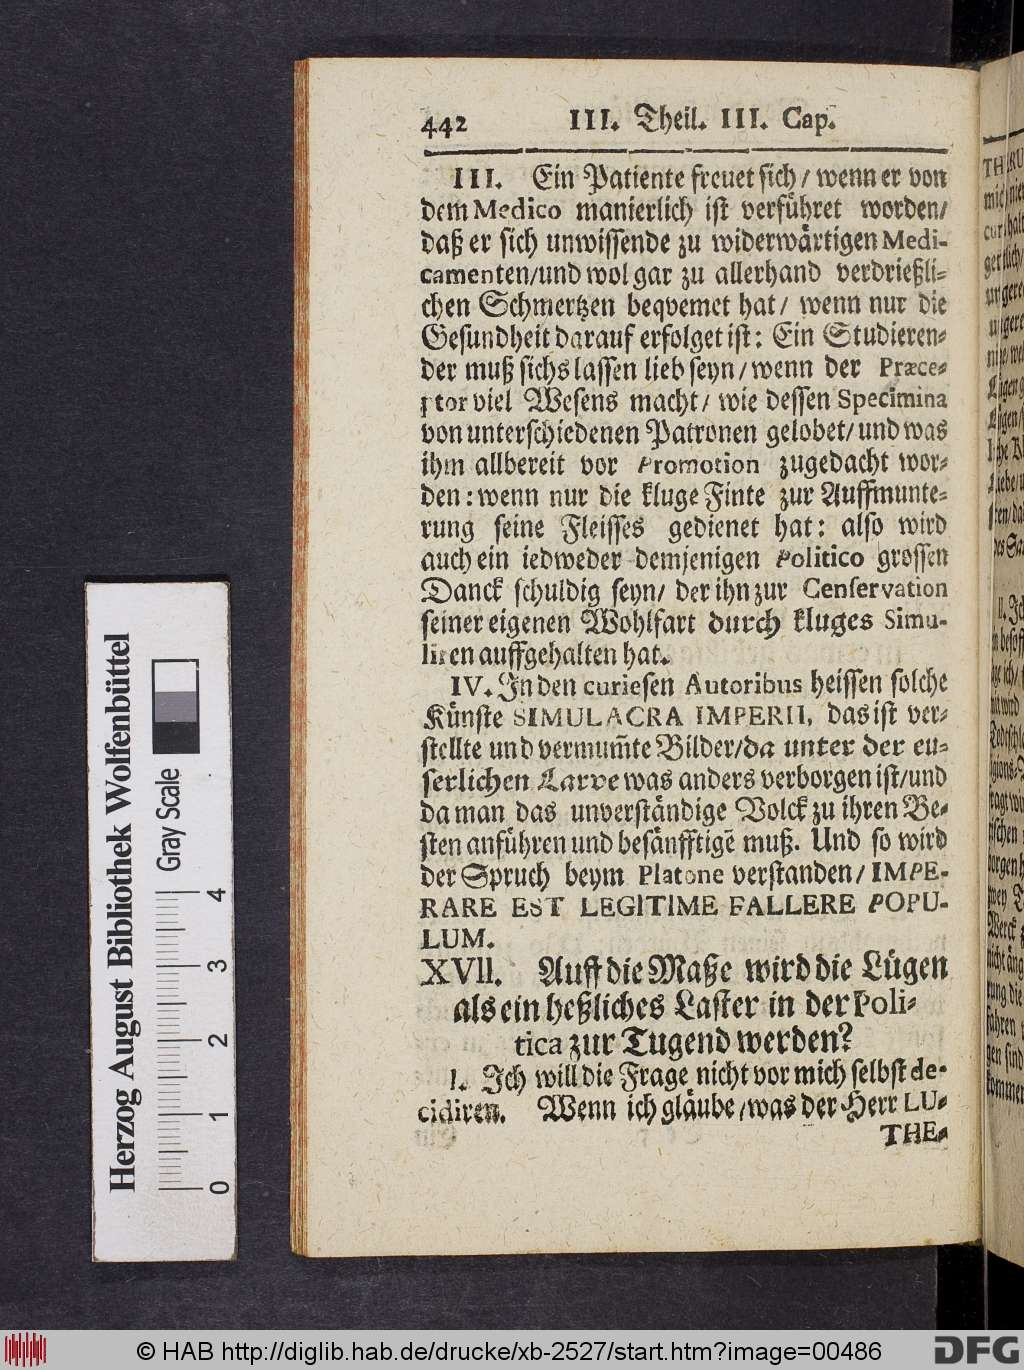 442 III. Theil. III. Cap.
III. Ein Patiente freuet sich / wenn er von
dem Medico manierlich ist verführet worden /
daß er sich unwissende zu widerwärtigen Medi-
camenten / und wol gar zu allerhand verdrießli-
chen Schmertzen beqvemet hat / wenn nur die
Gesundheit darauf erfolget ist: Ein Studieren-
der muß sichs lassen lieb seyn / wenn der Præce-
ptor viel Wesens macht / wie dessen Specimina
von unterschiedenen Patronen gelobet / und was
ihm allbereit vor Promotion zugedacht wor-
den: wenn nur die kluge Finte zur Auffmunte-
rung seine Fleisses gedienet hat: also wird
auch ein iedweder demjenigen Politico grossen
Danck schuldig seyn / der ihn zur Censervation
seiner eigenen Wohlfart durch kluges Simu-
liren auffgehalten hat.
IV. In den curiesen Autoribus heissen solche
Künste SIMULACRA IMPERII, das ist ver-
stellte und vermum̃te Bilder / da unter der eu-
serlichen Larve was anders verborgen ist / und
da man das unverständige Volck zu ihren Be-
sten anführen und besänfftigẽ muß. Und so wird
der Spruch beym Platone verstanden / IMPE-
RARE EST LEGITIME FALLERE POPU-
LUM.
XVII. Auff die Maße wird die Lügen
als ein heßliches Laster in der Poli-
tica zur Tugend werden?
I. Ich will die Frage nicht vor mich selbst de-
cidiren. Wenn ich gläube / was der Herr LU-
THE-
Herzog August Bibliothek Wolfenbüttel
Gray Scale
0 1 2 3 4
© HAB http://diglib.hab.de/drucke/xb-2527/start.htm?image=00486
DFG